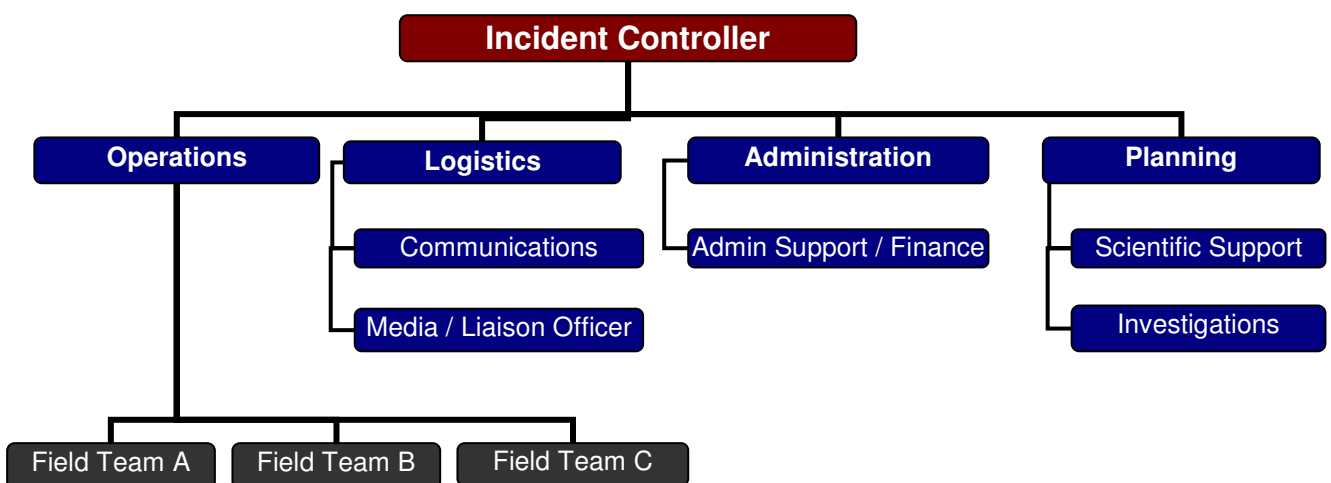 Incident Controller
Operations
Logistics
Administration
Planning
Communications
Admin Support / Finance
Scientific Support
Media / Liaison Officer
Investigations
Field Team A
Field Team B
Field Team C